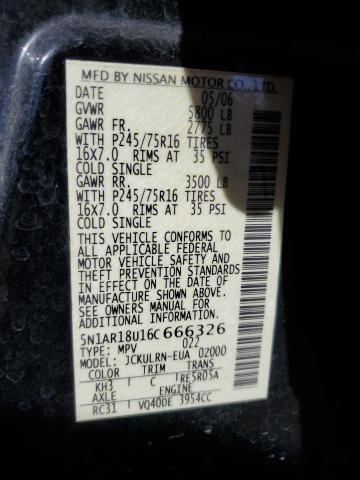 MFD BY NISSAN MOTOR CO., LTD.
DATE 05/06
GVWR 5800 LB
GAWR FR. 2775 LB
WITH P245/75R16 TIRES
16X7.0 RIMS AT 35 PSI
COLD SINGLE
GAWR RR. 3500 LB
WITH P245/75R16 TIRES
16X7.0 RIMS AT 35 PSI
COLD SINGLE
THIS VEHICLE CONFORMS TO
ALL APPLICABLE FEDERAL
MOTOR VEHICLE SAFETY AND
THEFT PREVENTION STANDARDS
IN EFFECT ON THE DATE OF
MANUFACTURE SHOWN ABOVE.
SEE OWNERS MANUAL FOR
ADDITIONAL INFORMATION.
5N1AR18U16C666326
TYPE: MPV 022
MODEL: JCKULRN-EUA 0Z000
COLOR TRIM TRANS
KH3 C RE5R05A
AXLE ENGINE
RC31 VQ40DE 3954CC